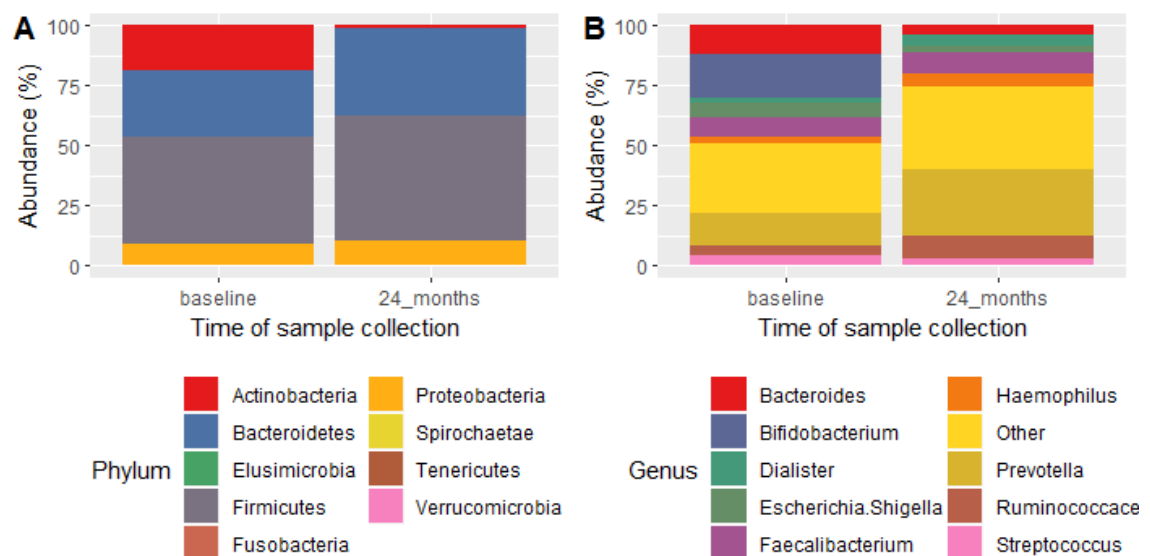 A
Abundance (%)
100
75
50
25
0
baseline 24_months
Time of sample collection
Phylum
Actinobacteria
Bacteroidetes
Elusimicrobia
Firmicutes
Fusobacteria
Proteobacteria
Spirochaetae
Tenericutes
Verrucomicrobia
B
Abudance (%)
100
75
50
25
0
baseline 24_months
Time of sample collection
Genus
Bacteroides
Bifidobacterium
Dialister
Escherichia.Shigella
Faecalibacterium
Haemophilus
Other
Prevotella
Ruminococcace
Streptococcus